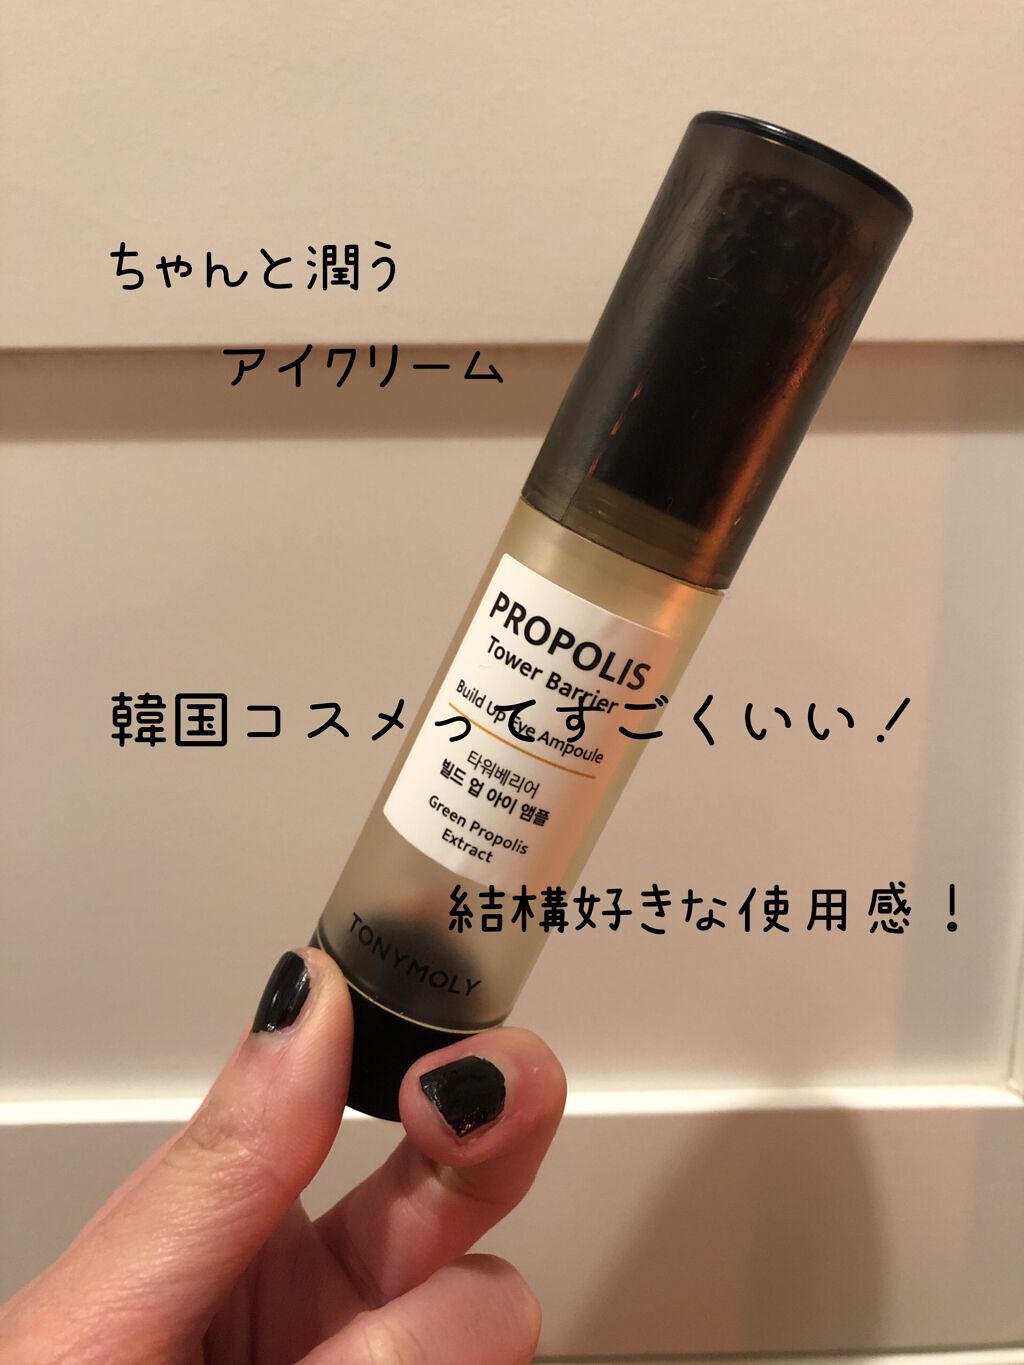 ちゃんと潤う
アイクリーム
PROPOLIS
Tower Barrier
Build Up Eye Ampoule
韓国コスメってすごくいい！
타워베리어
빌드 업 아이 앰플
Green Propolis
Extract
結構好きな使用感！
TONYMOLY